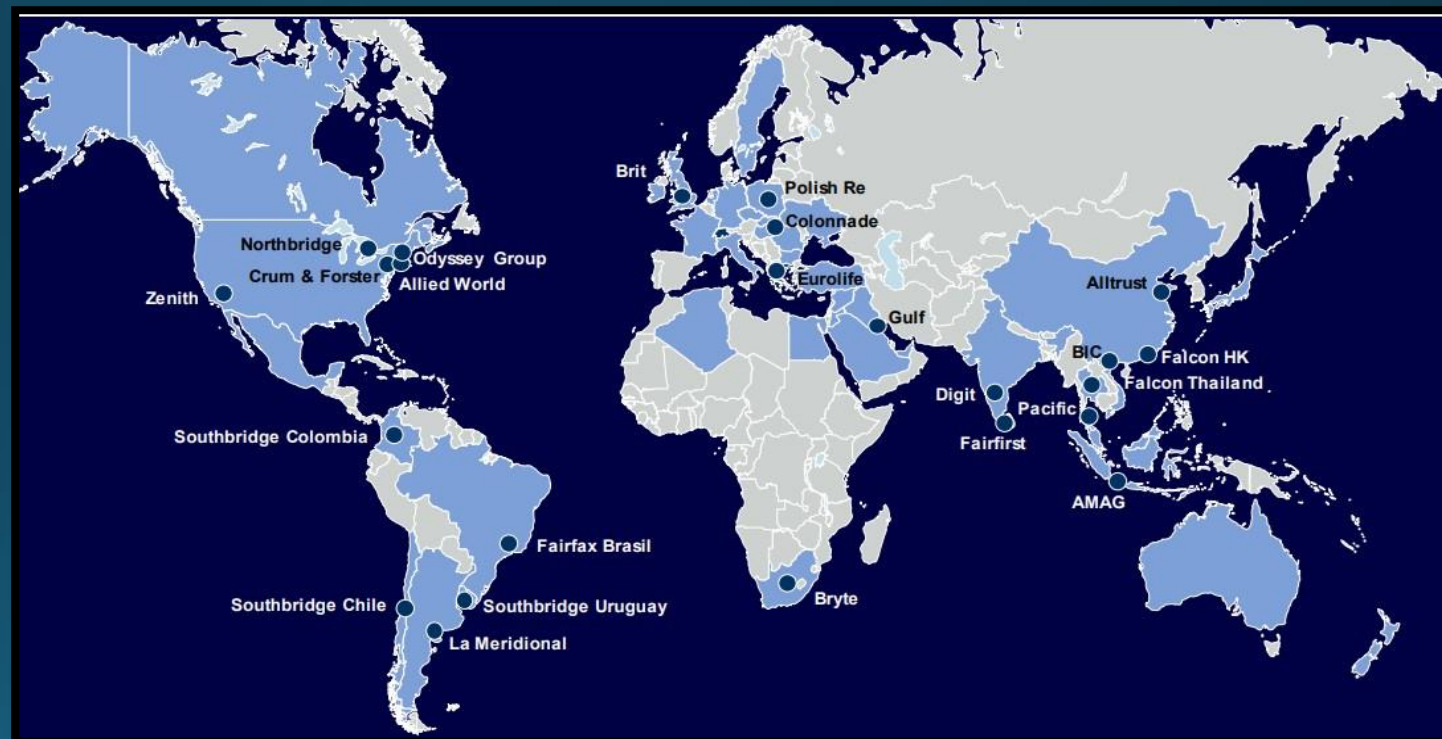 Brit
Polish Re
Colonnade
Northbridge
Odyssey Group
Crum & Forster
Allied World
Eurolife
Zenith
Alltrust
Gulf
BIC
Falcon HK
Falcon Thailand
Digit
Pacific
Fairfirst
Southbridge Colombia
AMAG
Fairfax Brasil
Bryte
Southbridge Chile
Southbridge Uruguay
La Meridional